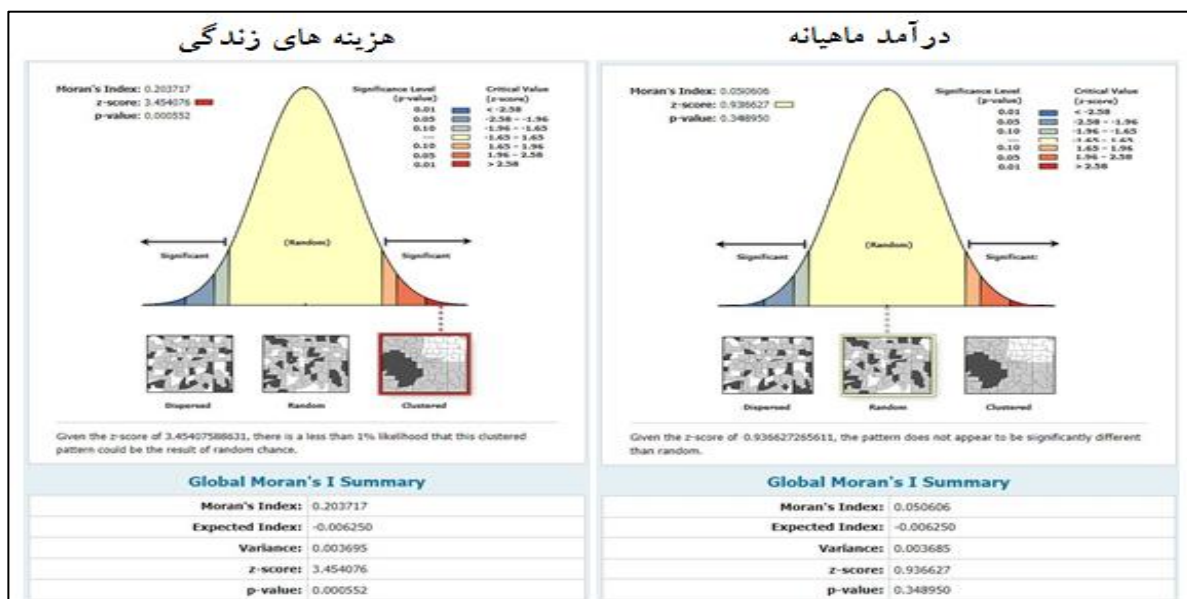 هزینه های زندگی
Moran's Index: 0.203717
z-score: 3.454076
p-value: 0.000552
Significance Level (p-value)
Critical Value (z-score)
0.01 < -2.58
0.05 -2.58 - -1.96
0.10 -1.96 - -1.65
--- -1.65 - 1.65
0.10 1.65 - 1.96
0.05 1.96 - 2.58
0.01 > 2.58
(Random)
Significant
Significant
Dispersed
Random
Clustered
Given the z-score of 3.45407588631, there is a less than 1% likelihood that this clustered
pattern could be the result of random chance.
Global Moran's I Summary
Moran's Index: 0.203717
Expected Index: -0.006250
Variance: 0.003695
z-score: 3.454076
p-value: 0.000552
درآمد ماهیانه
Moran's Index: 0.050606
z-score: 0.936627
p-value: 0.348950
Significance Level (p-value)
Critical Value (z-score)
0.01 < -2.58
0.05 -2.58 - -1.96
0.10 -1.96 - -1.65
--- -1.65 - 1.65
0.10 1.65 - 1.96
0.05 1.96 - 2.58
0.01 > 2.58
(Random)
Significant
Significant
Dispersed
Random
Clustered
Given the z-score of 0.936627265611, the pattern does not appear to be significantly different
than random.
Global Moran's I Summary
Moran's Index: 0.050606
Expected Index: -0.006250
Variance: 0.003685
z-score: 0.936627
p-value: 0.348950